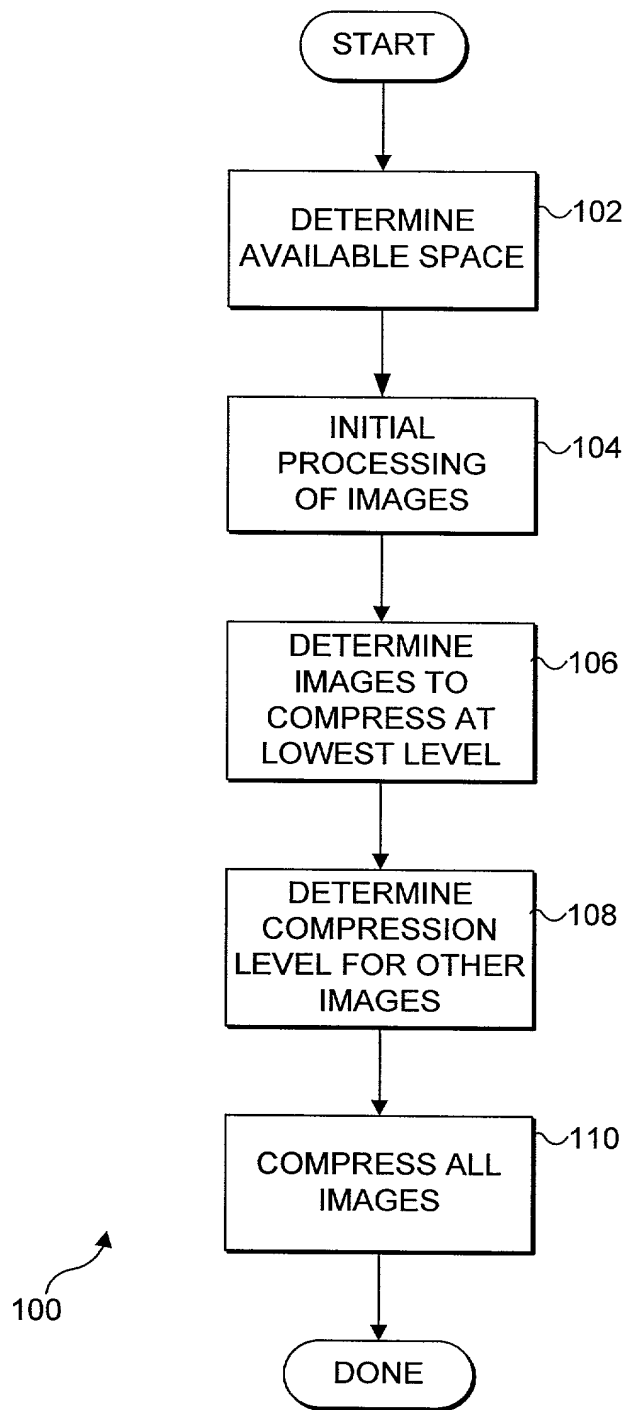 START
DETERMINE
AVAILABLE SPACE
102
INITIAL
PROCESSING
OF IMAGES
104
DETERMINE
IMAGES TO
COMPRESS AT
LOWEST LEVEL
106
DETERMINE
COMPRESSION
LEVEL FOR OTHER
IMAGES
108
COMPRESS ALL
IMAGES
110
100
DONE